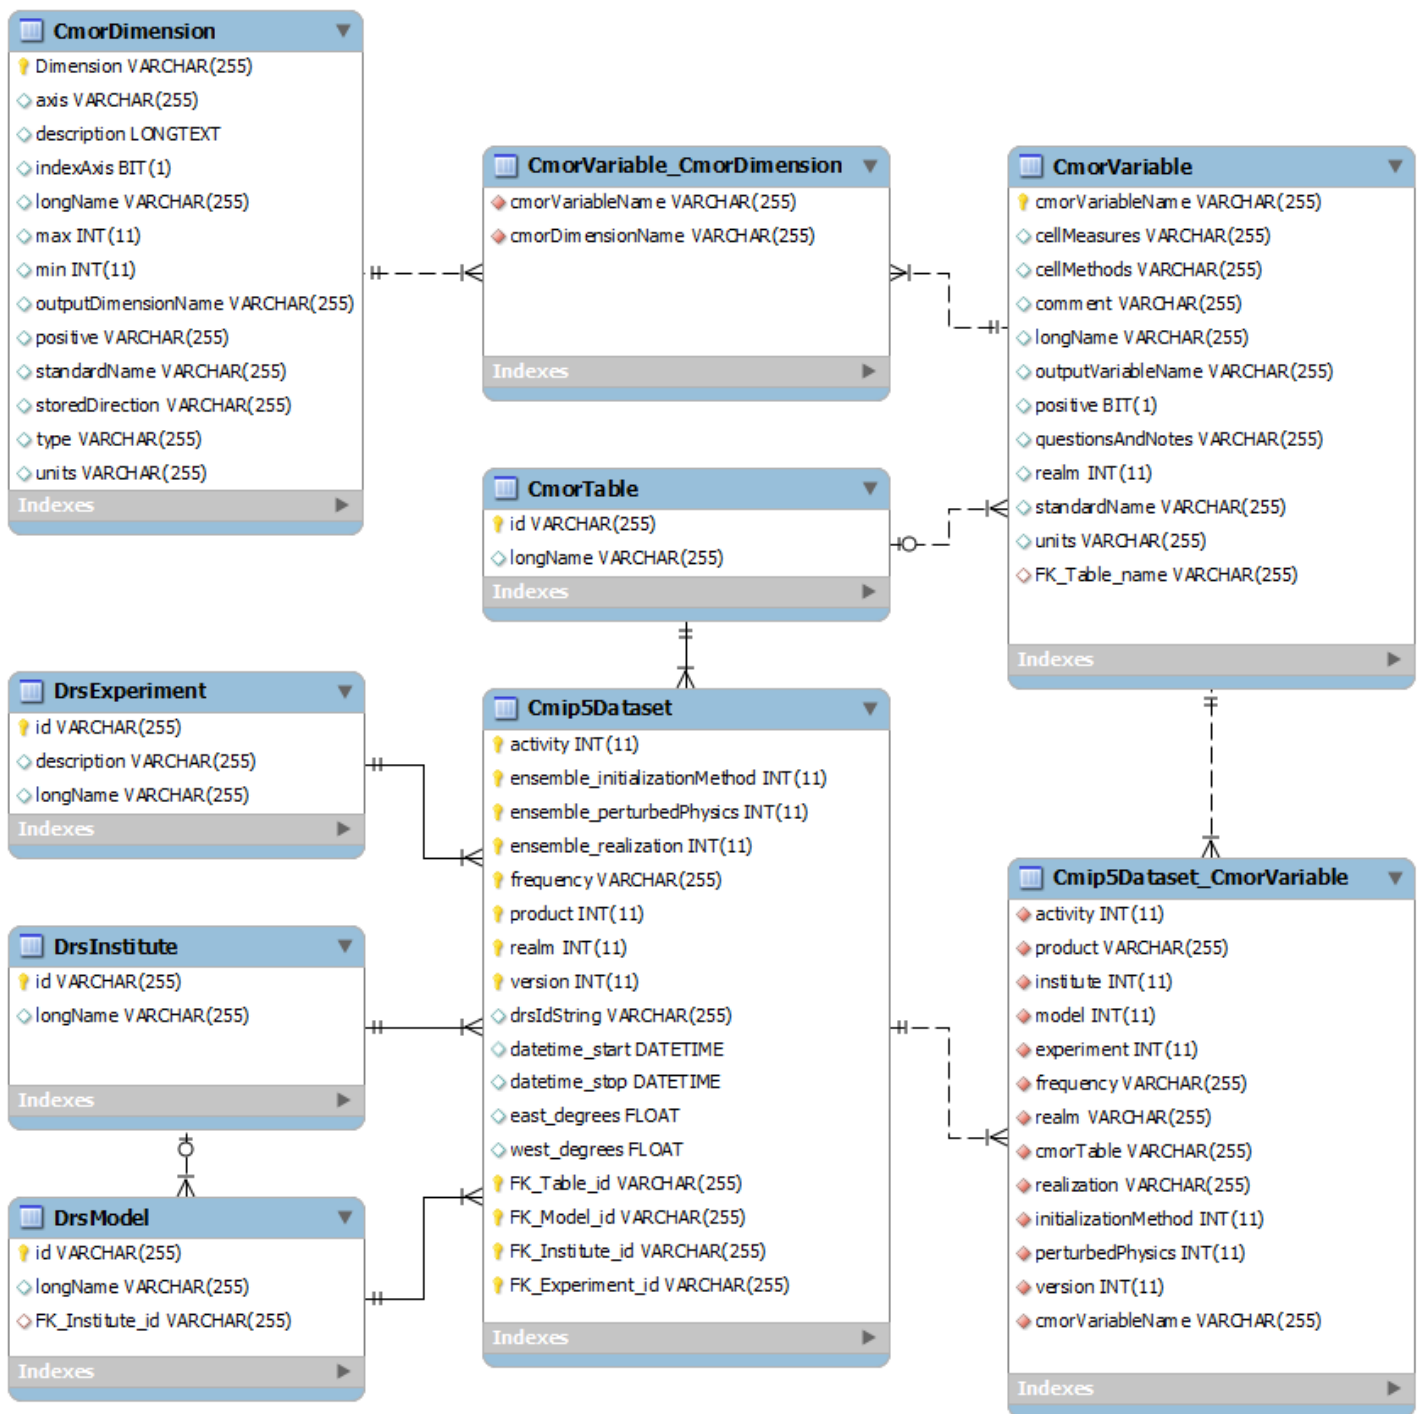 CmorDimension
Dimension VARCHAR(255)
axis VARCHAR(255)
description LONGTEXT
indexAxis BIT(1)
longName VARCHAR(255)
max INT(11)
min INT(11)
outputDimensionName VARCHAR(255)
positive VARCHAR(255)
standardName VARCHAR(255)
storedDirection VARCHAR(255)
type VARCHAR(255)
units VARCHAR(255)
Indexes
CmorVariable_CmorDimension
cmorVariableName VARCHAR(255)
cmorDimensionName VARCHAR(255)
Indexes
CmorVariable
cmorVariableName VARCHAR(255)
cellMeasures VARCHAR(255)
cellMethods VARCHAR(255)
comment VARCHAR(255)
longName VARCHAR(255)
outputVariableName VARCHAR(255)
positive BIT(1)
questionsAndNotes VARCHAR(255)
realm INT(11)
standardName VARCHAR(255)
units VARCHAR(255)
FK_Table_name VARCHAR(255)
Indexes
CmorTable
id VARCHAR(255)
longName VARCHAR(255)
Indexes
DrsExperiment
id VARCHAR(255)
description VARCHAR(255)
longName VARCHAR(255)
Indexes
Cmip5Dataset
activity INT(11)
ensemble_initializationMethod INT(11)
ensemble_perturbedPhysics INT(11)
ensemble_realization INT(11)
frequency VARCHAR(255)
product INT(11)
realm INT(11)
version INT(11)
drsIdString VARCHAR(255)
datetime_start DATETIME
datetime_stop DATETIME
east_degrees FLOAT
west_degrees FLOAT
FK_Table_id VARCHAR(255)
FK_Model_id VARCHAR(255)
FK_Institute_id VARCHAR(255)
FK_Experiment_id VARCHAR(255)
Indexes
Cmip5Dataset_CmorVariable
activity INT(11)
product VARCHAR(255)
institute INT(11)
model INT(11)
experiment INT(11)
frequency VARCHAR(255)
realm VARCHAR(255)
cmorTable VARCHAR(255)
realization VARCHAR(255)
initializationMethod INT(11)
perturbedPhysics INT(11)
version INT(11)
cmorVariableName VARCHAR(255)
Indexes
DrsInstitute
id VARCHAR(255)
longName VARCHAR(255)
Indexes
DrsModel
id VARCHAR(255)
longName VARCHAR(255)
FK_Institute_id VARCHAR(255)
Indexes